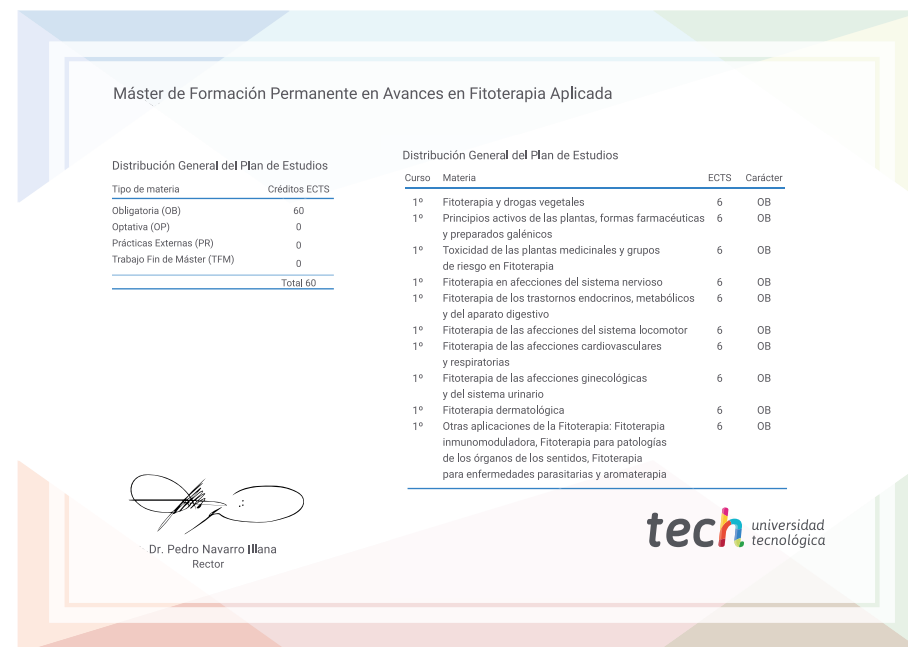 Máster de Formación Permanente en Avances en Fitoterapia Aplicada
Distribución General del Plan de Estudios
Tipo de materia Créditos ECTS
Obligatoria (OB) 60
Optativa (OP) 0
Prácticas Externas (PR) 0
Trabajo Fin de Máster (TFM) 0
Total 60
Distribución General del Plan de Estudios
Curso Materia ECTS Carácter
1º Fitoterapia y drogas vegetales 6 OB
1º Principios activos de las plantas, formas farmacéuticas 6 OB
y preparados galénicos
1º Toxicidad de las plantas medicinales y grupos 6 OB
de riesgo en Fitoterapia
1º Fitoterapia en afecciones del sistema nervioso 6 OB
1º Fitoterapia de los trastornos endocrinos, metabólicos 6 OB
y del aparato digestivo
1º Fitoterapia de las afecciones del sistema locomotor 6 OB
1º Fitoterapia de las afecciones cardiovasculares 6 OB
y respiratorias
1º Fitoterapia de las afecciones ginecológicas 6 OB
y del sistema urinario
1º Fitoterapia dermatológica 6 OB
1º Otras aplicaciones de la Fitoterapia: Fitoterapia 6 OB
inmunomoduladora, Fitoterapia para patologías
de los órganos de los sentidos, Fitoterapia
para enfermedades parasitarias y aromaterapia
Dr. Pedro Navarro Illana
Rector
tech universidad
tecnológica